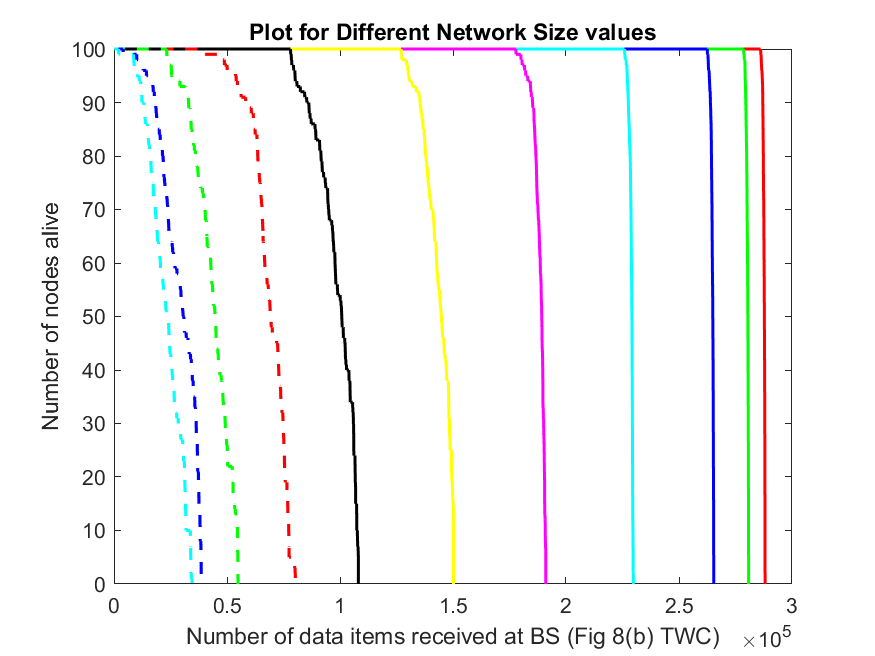 Plot for Different Network Size values
100
90
80
70
60
50
40
30
20
10
0
Number of nodes alive
0 0.5 1 1.5 2 2.5 3
Number of data items received at BS (Fig 8(b) TWC) ×10⁵